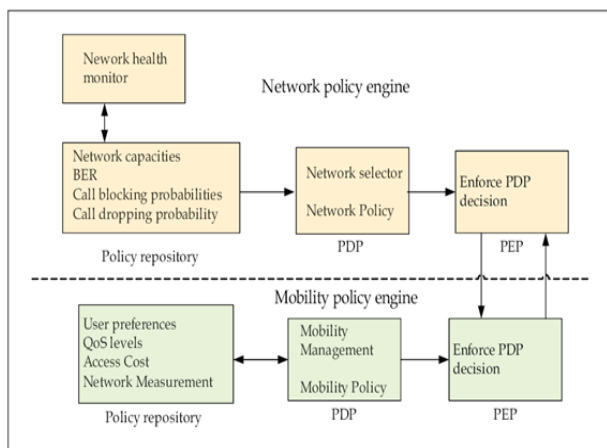 Nework health
monitor
Network policy engine
Network capacities
BER
Call blocking probabilities
Call dropping probability
Network selector
Network Policy
Enforce PDP
decision
Policy repository
PDP
PEP
Mobility policy engine
User preferences
QoS levels
Access Cost
Network Measurement
Mobility
Management
Mobility Policy
Enforce PDP
decision
Policy repository
PDP
PEP